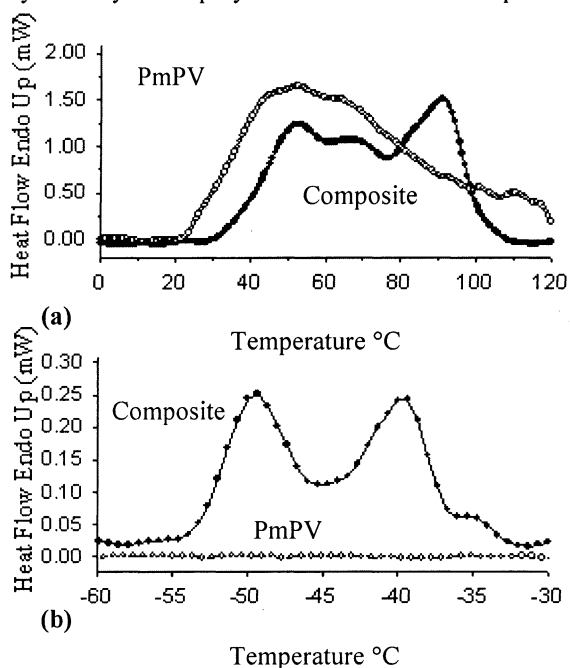 Heat Flow Endo Up (mW)
2.00
1.50
1.00
0.50
0.00
PmPV
Composite
0 20 40 60 80 100 120
(a)
Temperature °C
Heat Flow Endo Up (mW)
0.30
0.25
0.20
0.15
0.10
0.05
0.00
Composite
PmPV
-60 -55 -50 -45 -40 -35 -30
(b)
Temperature °C